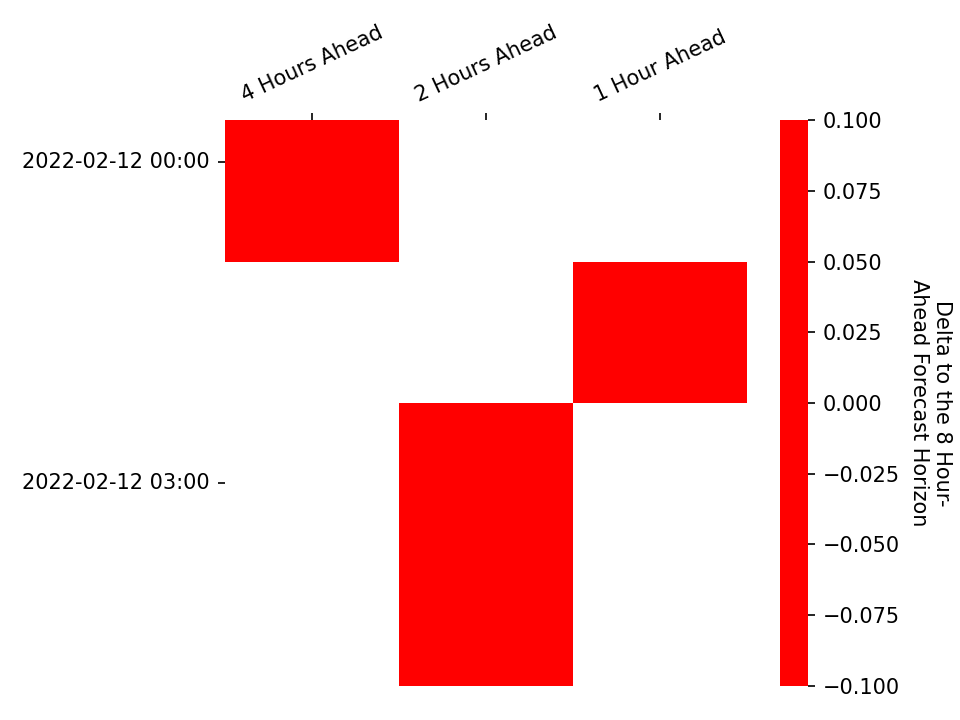 4 Hours Ahead
2 Hours Ahead
1 Hour Ahead
2022-02-12 00:00
2022-02-12 03:00
0.100
0.075
0.050
0.025
0.000
−0.025
−0.050
−0.075
−0.100
Delta to the 8 Hour-
Ahead Forecast Horizon